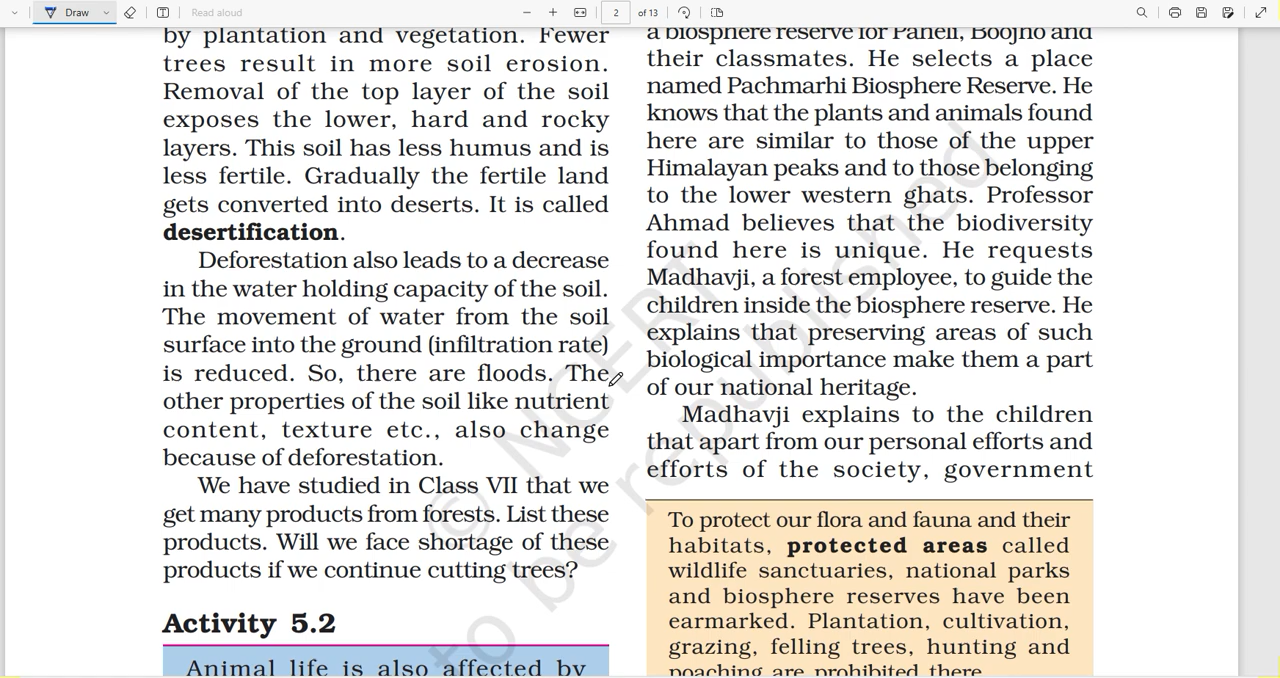 Draw
Read aloud
2
of 13
by plantation and vegetation. Fewer
trees result in more soil erosion.
Removal of the top layer of the soil
exposes the lower, hard and rocky
layers. This soil has less humus and is
less fertile. Gradually the fertile land
gets converted into deserts. It is called
desertification.
Deforestation also leads to a decrease
in the water holding capacity of the soil.
The movement of water from the soil
surface into the ground (infiltration rate)
is reduced. So, there are floods. The
other properties of the soil like nutrient
content, texture etc., also change
because of deforestation.
We have studied in Class VII that we
get many products from forests. List these
products. Will we face shortage of these
products if we continue cutting trees?
Activity 5.2
Animal life is also affected by
a biosphere reserve for Paheli, Boojho and
their classmates. He selects a place
named Pachmarhi Biosphere Reserve. He
knows that the plants and animals found
here are similar to those of the upper
Himalayan peaks and to those belonging
to the lower western ghats. Professor
Ahmad believes that the biodiversity
found here is unique. He requests
Madhavji, a forest employee, to guide the
children inside the biosphere reserve. He
explains that preserving areas of such
biological importance make them a part
of our national heritage.
Madhavji explains to the children
that apart from our personal efforts and
efforts of the society, government
To protect our flora and fauna and their
habitats, protected areas called
wildlife sanctuaries, national parks
and biosphere reserves have been
earmarked. Plantation, cultivation,
grazing, felling trees, hunting and
poaching are prohibited there.
© NCERT
to be republished